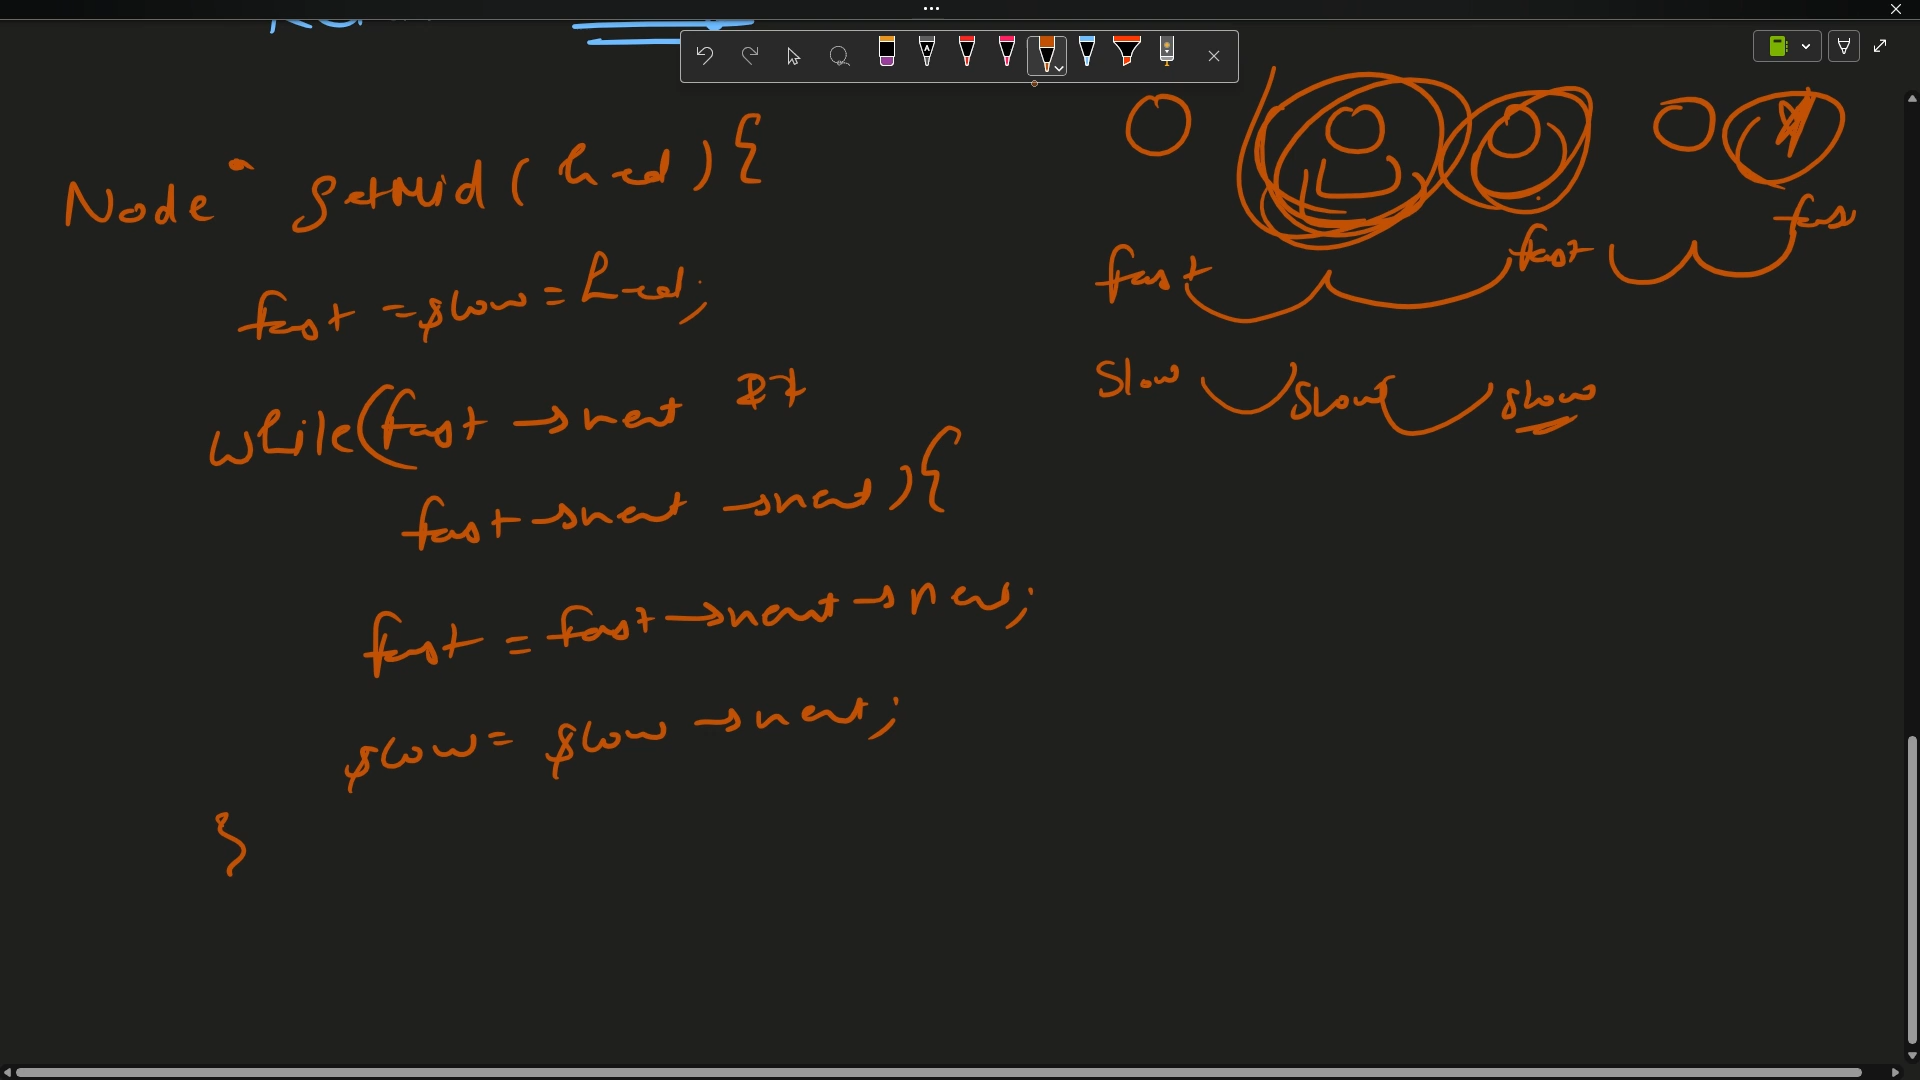 Node * getMid ( head ) {
fast = slow = head;
while(fast → next &&
fast → next → next ) {
fast = fast → next → next;
slow = slow → next;
}
fast
fast
fast
Slow
Slow
slow